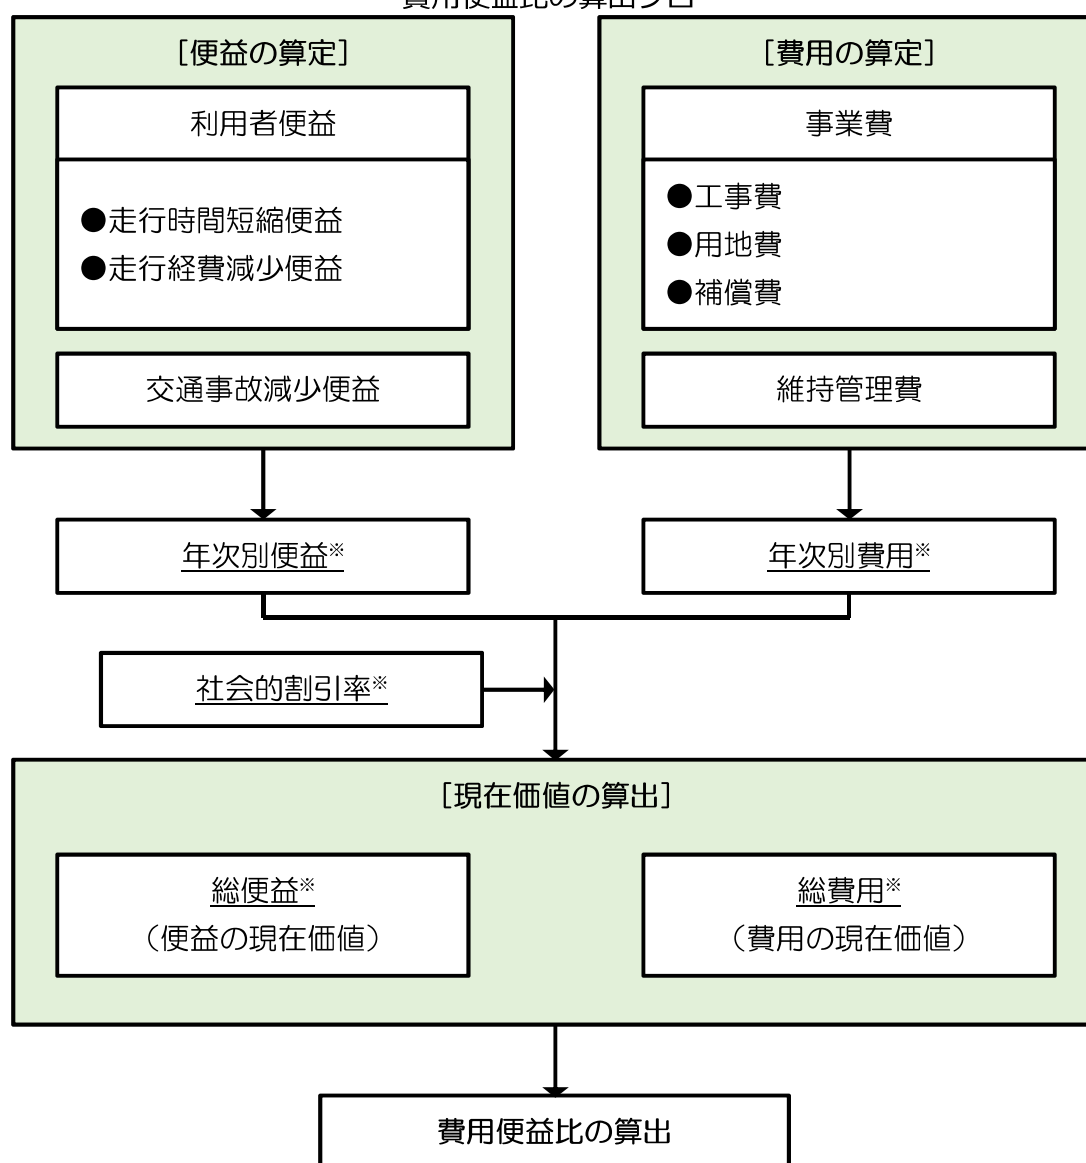 [便益の算定]
利用者便益
●走行時間短縮便益
●走行経費減少便益
交通事故減少便益
[費用の算定]
事業費
●工事費
●用地費
●補償費
維持管理費
年次別便益※
年次別費用※
社会的割引率※
[現在価値の算出]
総便益※
（便益の現在価値）
総費用※
（費用の現在価値）
費用便益比の算出